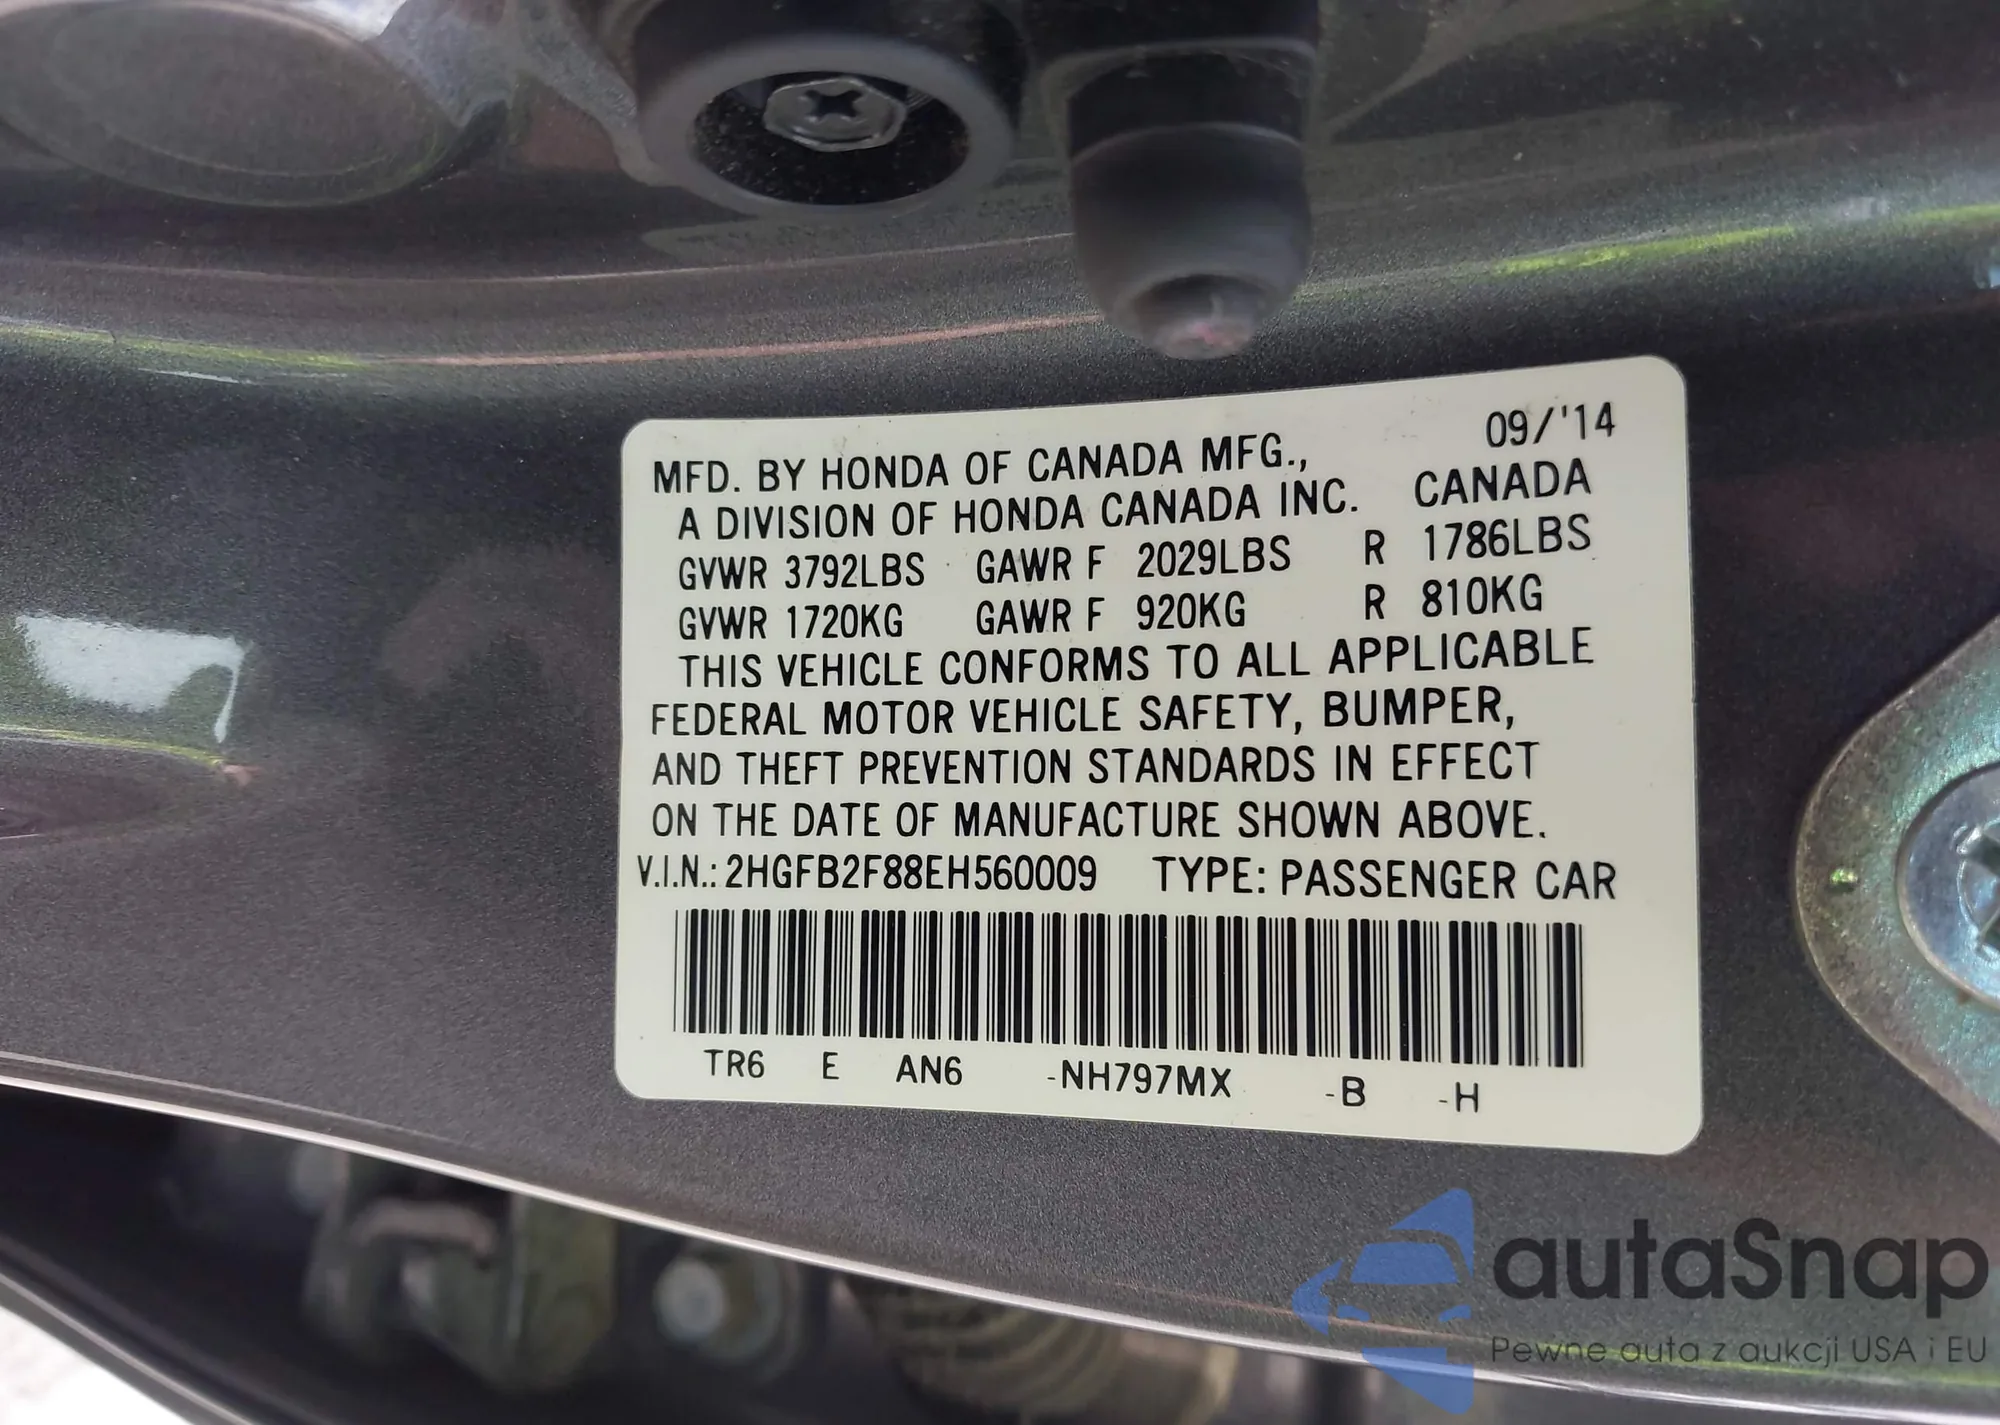 09/'14
MFD. BY HONDA OF CANADA MFG.,
A DIVISION OF HONDA CANADA INC. CANADA
GVWR 3792LBS GAWR F 2029LBS R 1786LBS
GVWR 1720KG GAWR F 920KG R 810KG
THIS VEHICLE CONFORMS TO ALL APPLICABLE
FEDERAL MOTOR VEHICLE SAFETY, BUMPER,
AND THEFT PREVENTION STANDARDS IN EFFECT
ON THE DATE OF MANUFACTURE SHOWN ABOVE.
V.I.N.: 2HGFB2F88EH560009 TYPE: PASSENGER CAR
TR6 E AN6 -NH797MX -B -H
autaSnap
Pewne auta z aukcji USA i EU